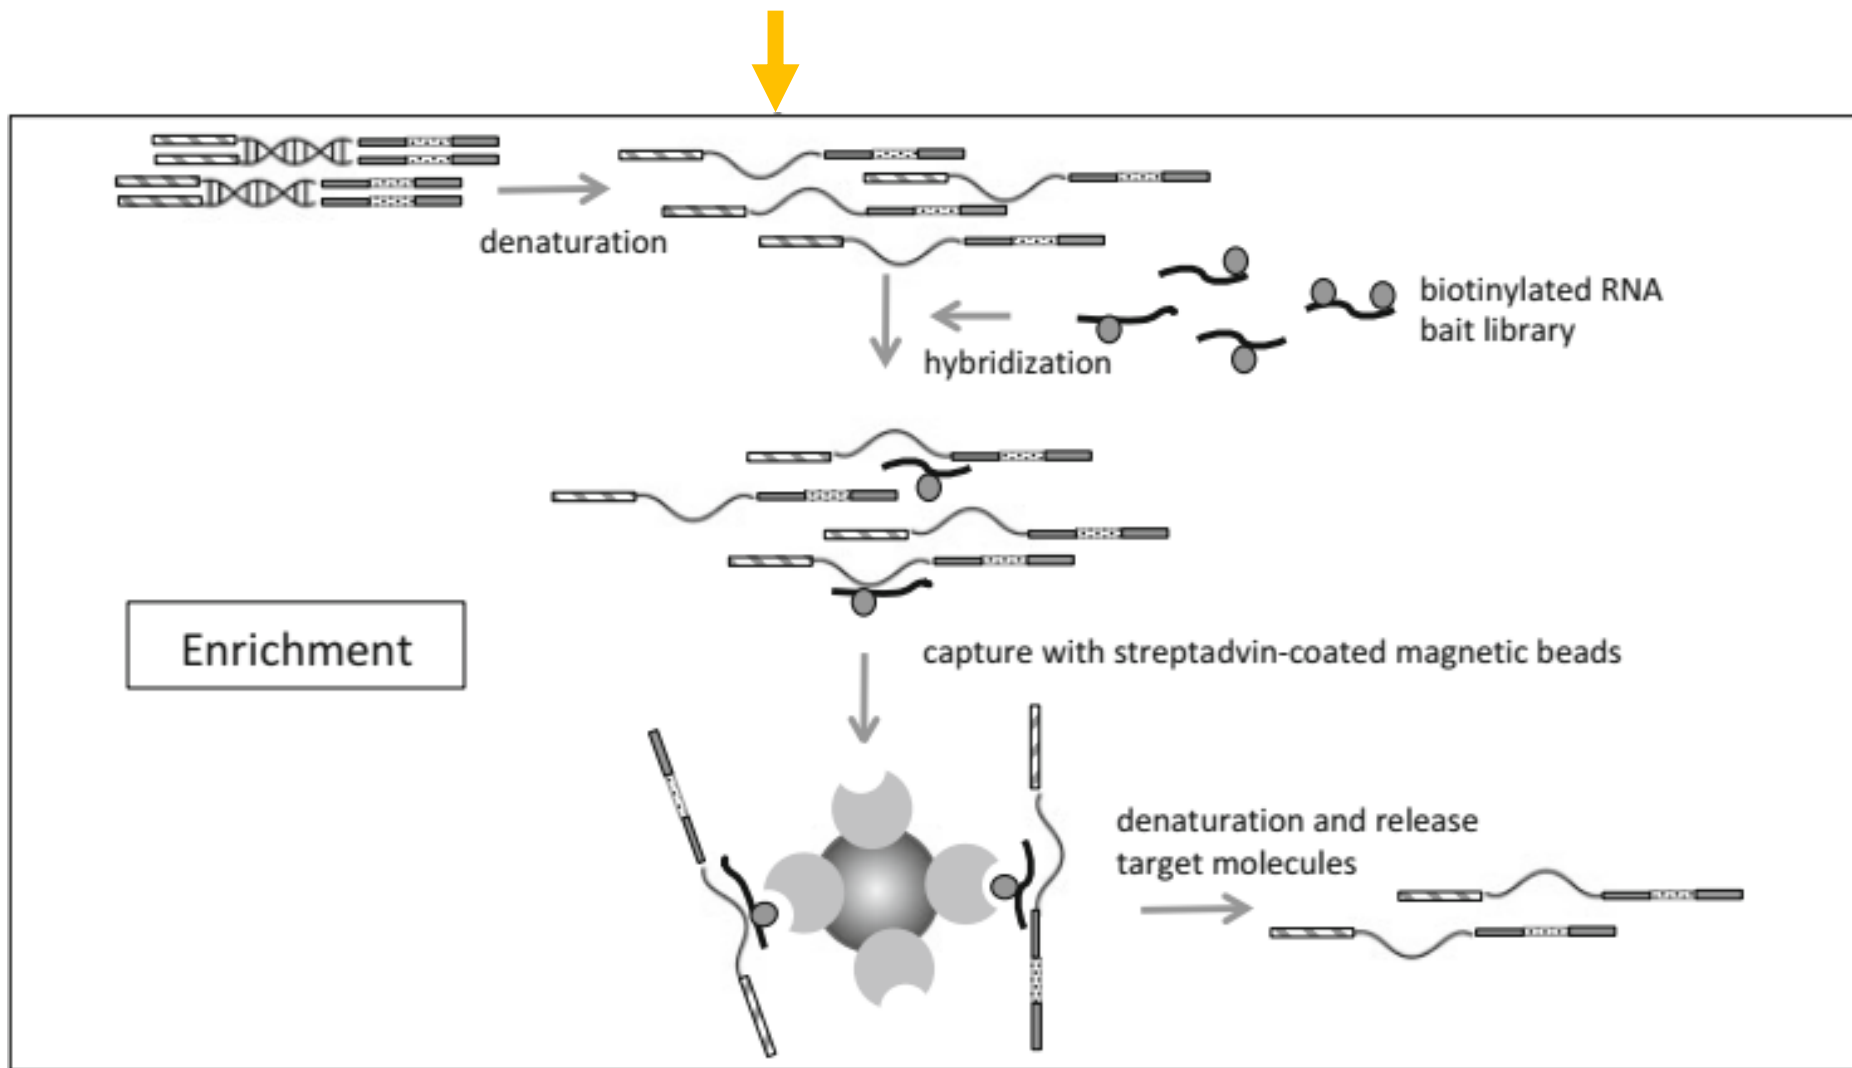 denaturation
biotinylated RNA
bait library
hybridization
Enrichment
capture with streptadvin-coated magnetic beads
denaturation and release
target molecules